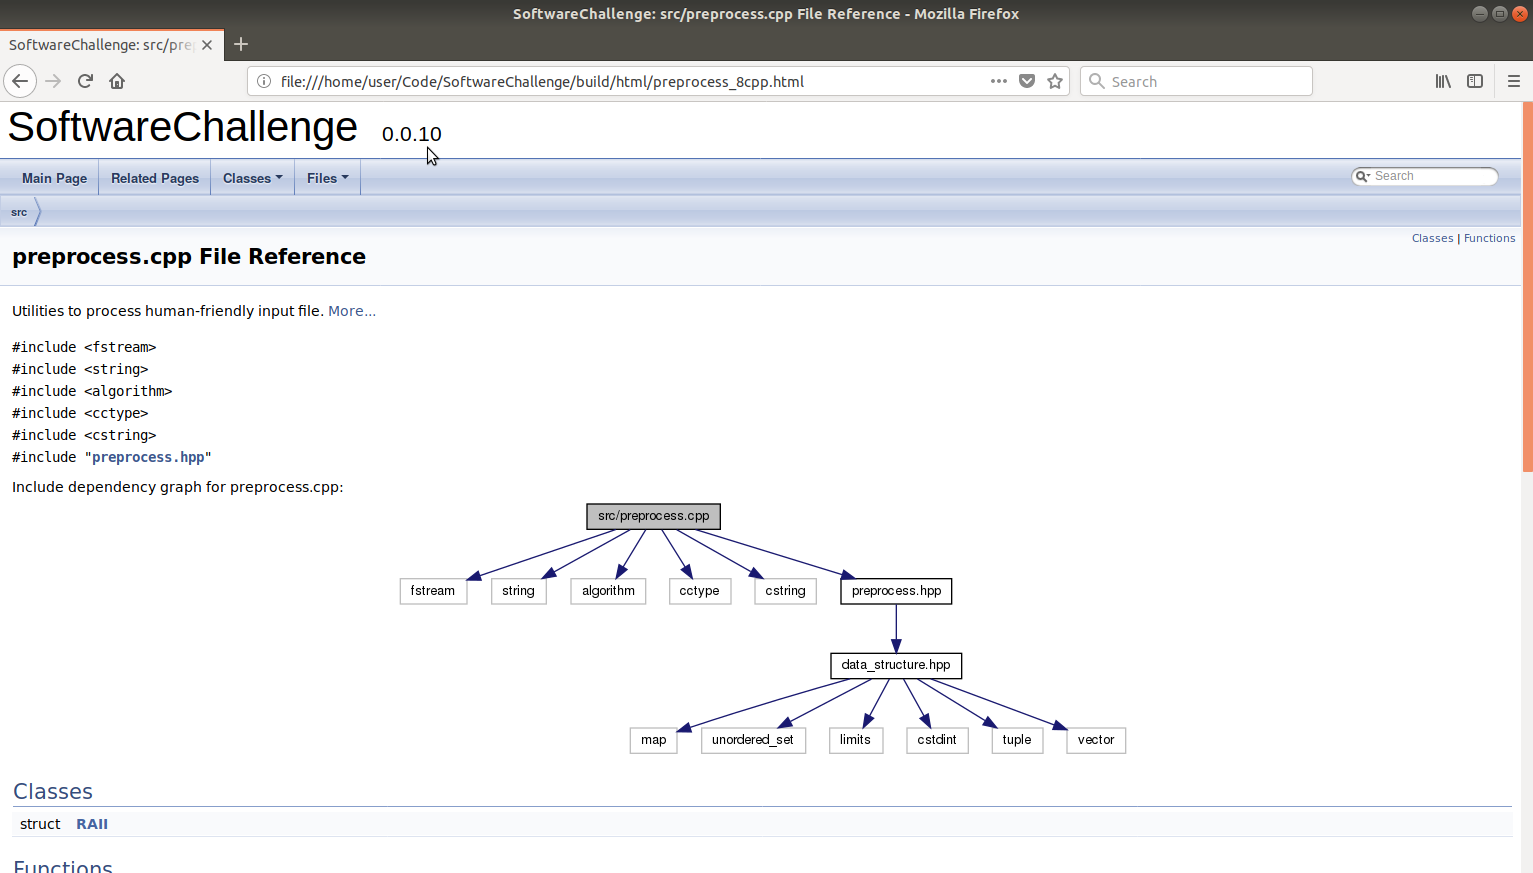 SoftwareChallenge: src/preprocess.cpp File Reference - Mozilla Firefox
SoftwareChallenge: src/prep
file:///home/user/Code/SoftwareChallenge/build/html/preprocess_8cpp.html
Search
SoftwareChallenge 0.0.10
Main Page Related Pages Classes Files Search
src
Classes | Functions
preprocess.cpp File Reference
Utilities to process human-friendly input file. More...
#include <fstream>
#include <string>
#include <algorithm>
#include <cctype>
#include <cstring>
#include "preprocess.hpp"
Include dependency graph for preprocess.cpp:
src/preprocess.cpp
fstream string algorithm cctype cstring preprocess.hpp
data_structure.hpp
map unordered_set limits cstdint tuple vector
Classes
struct RAII
Functions